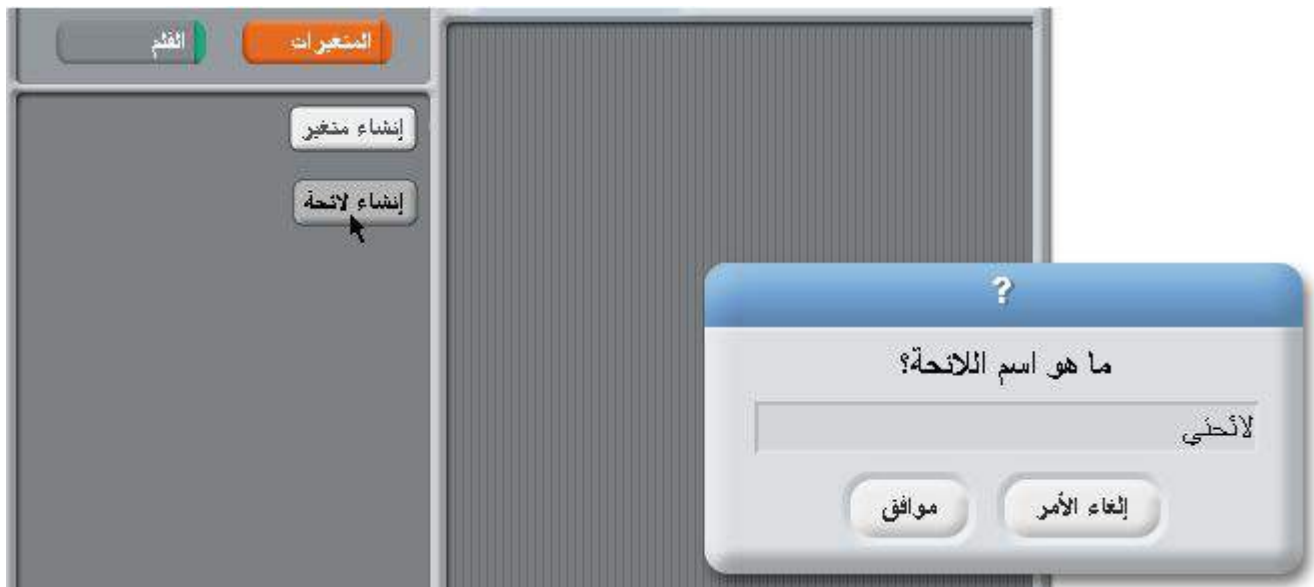 المتغيرات القلم
إنشاء متغير
إنشاء لائحة
?
ما هو اسم اللائحة؟
لائحتي
إلغاء الأمر موافق